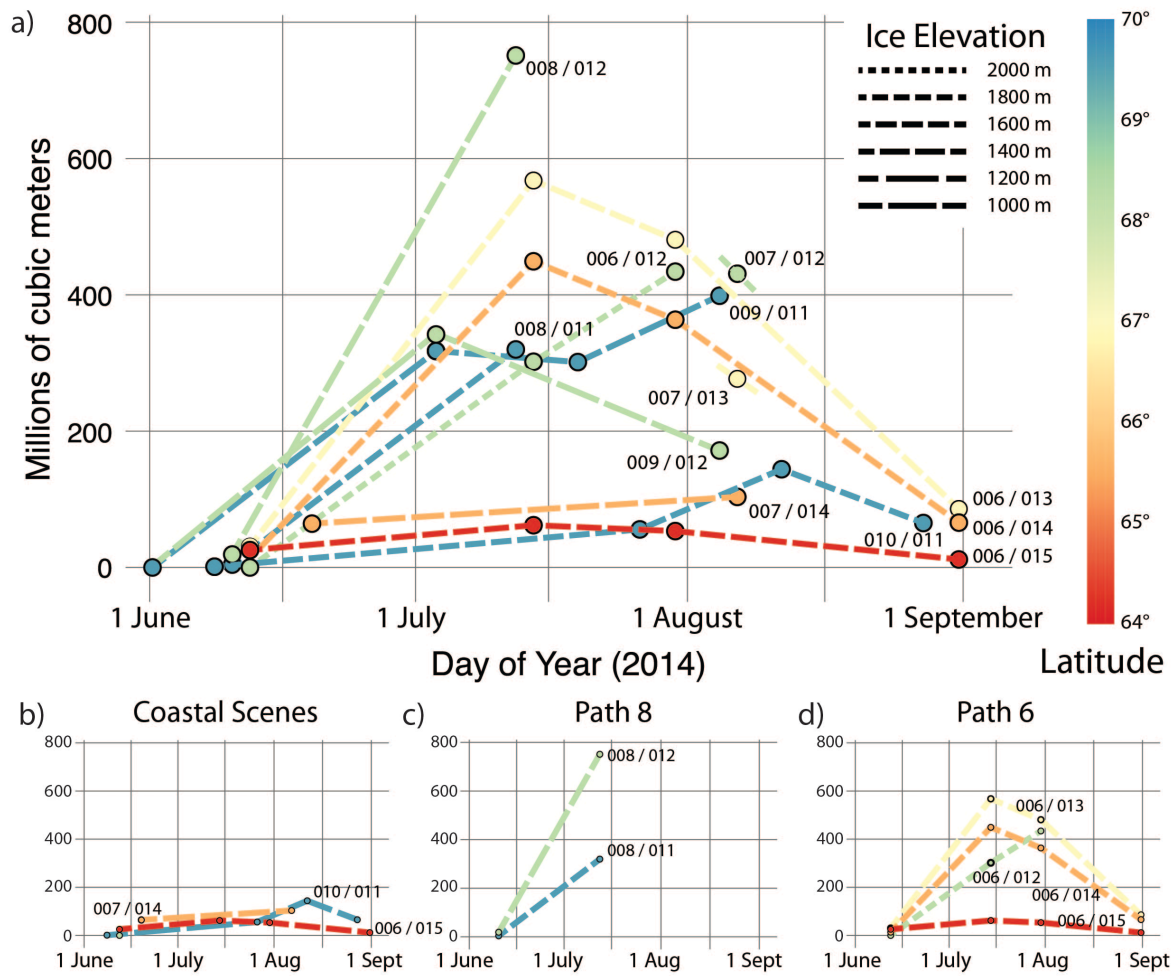 a)
800
600
400
200
0
Millions of cubic meters
008 / 012
006 / 012
007 / 012
008 / 011
009 / 011
007 / 013
009 / 012
007 / 014
010 / 011
006 / 013
006 / 014
006 / 015
1 June
1 July
1 August
1 September
Day of Year (2014)
Ice Elevation
2000 m
1800 m
1600 m
1400 m
1200 m
1000 m
70°
69°
68°
67°
66°
65°
64°
Latitude
b)
Coastal Scenes
800
600
400
200
0
007 / 014
010 / 011
006 / 015
1 June
1 July
1 Aug
1 Sept
c)
Path 8
800
600
400
200
0
008 / 012
008 / 011
1 June
1 July
1 Aug
1 Sept
d)
Path 6
800
600
400
200
0
006 / 013
006 / 012
006 / 014
006 / 015
1 June
1 July
1 Aug
1 Sept